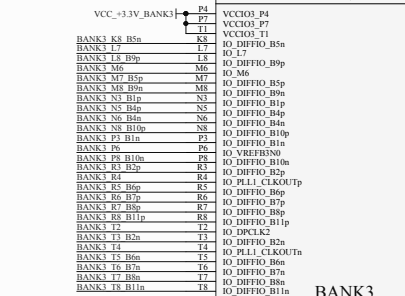 VCC_+3.3V_BANK3 P4 VCCIO3_P4
P7 VCCIO3_P7
T1 VCCIO3_T1
BANK3_K8_B5n K8 IO_DIFFIO_B5n
BANK3_L7 L7 IO_L7
BANK3_L8_B9p L8 IO_DIFFIO_B9p
BANK3_M6 M6 IO_M6
BANK3_M7_B5p M7 IO_DIFFIO_B5p
BANK3_M8_B9n M8 IO_DIFFIO_B9n
BANK3_N3_B1p N3 IO_DIFFIO_B1p
BANK3_N5_B4p N5 IO_DIFFIO_B4p
BANK3_N6_B4n N6 IO_DIFFIO_B4n
BANK3_N8_B10p N8 IO_DIFFIO_B10p
BANK3_P3_B1n P3 IO_DIFFIO_B1n
BANK3_P6 P6 IO_VREFB3N0
BANK3_P8_B10n P8 IO_DIFFIO_B10n
BANK3_R3_B2p R3 IO_DIFFIO_B2p
BANK3_R4 R4 IO_PLL1_CLKOUTp
BANK3_R5_B6p R5 IO_DIFFIO_B6p
BANK3_R6_B7p R6 IO_DIFFIO_B7p
BANK3_R7_B8p R7 IO_DIFFIO_B8p
BANK3_R8_B11p R8 IO_DIFFIO_B11p
BANK3_T2 T2 IO_DPCLK2
BANK3_T3_B2n T3 IO_DIFFIO_B2n
BANK3_T4 T4 IO_PLL1_CLKOUTn
BANK3_T5_B6n T5 IO_DIFFIO_B6n
BANK3_T6_B7n T6 IO_DIFFIO_B7n
BANK3_T7_B8n T7 IO_DIFFIO_B8n
BANK3_T8_B11n T8 IO_DIFFIO_B11n BANK3